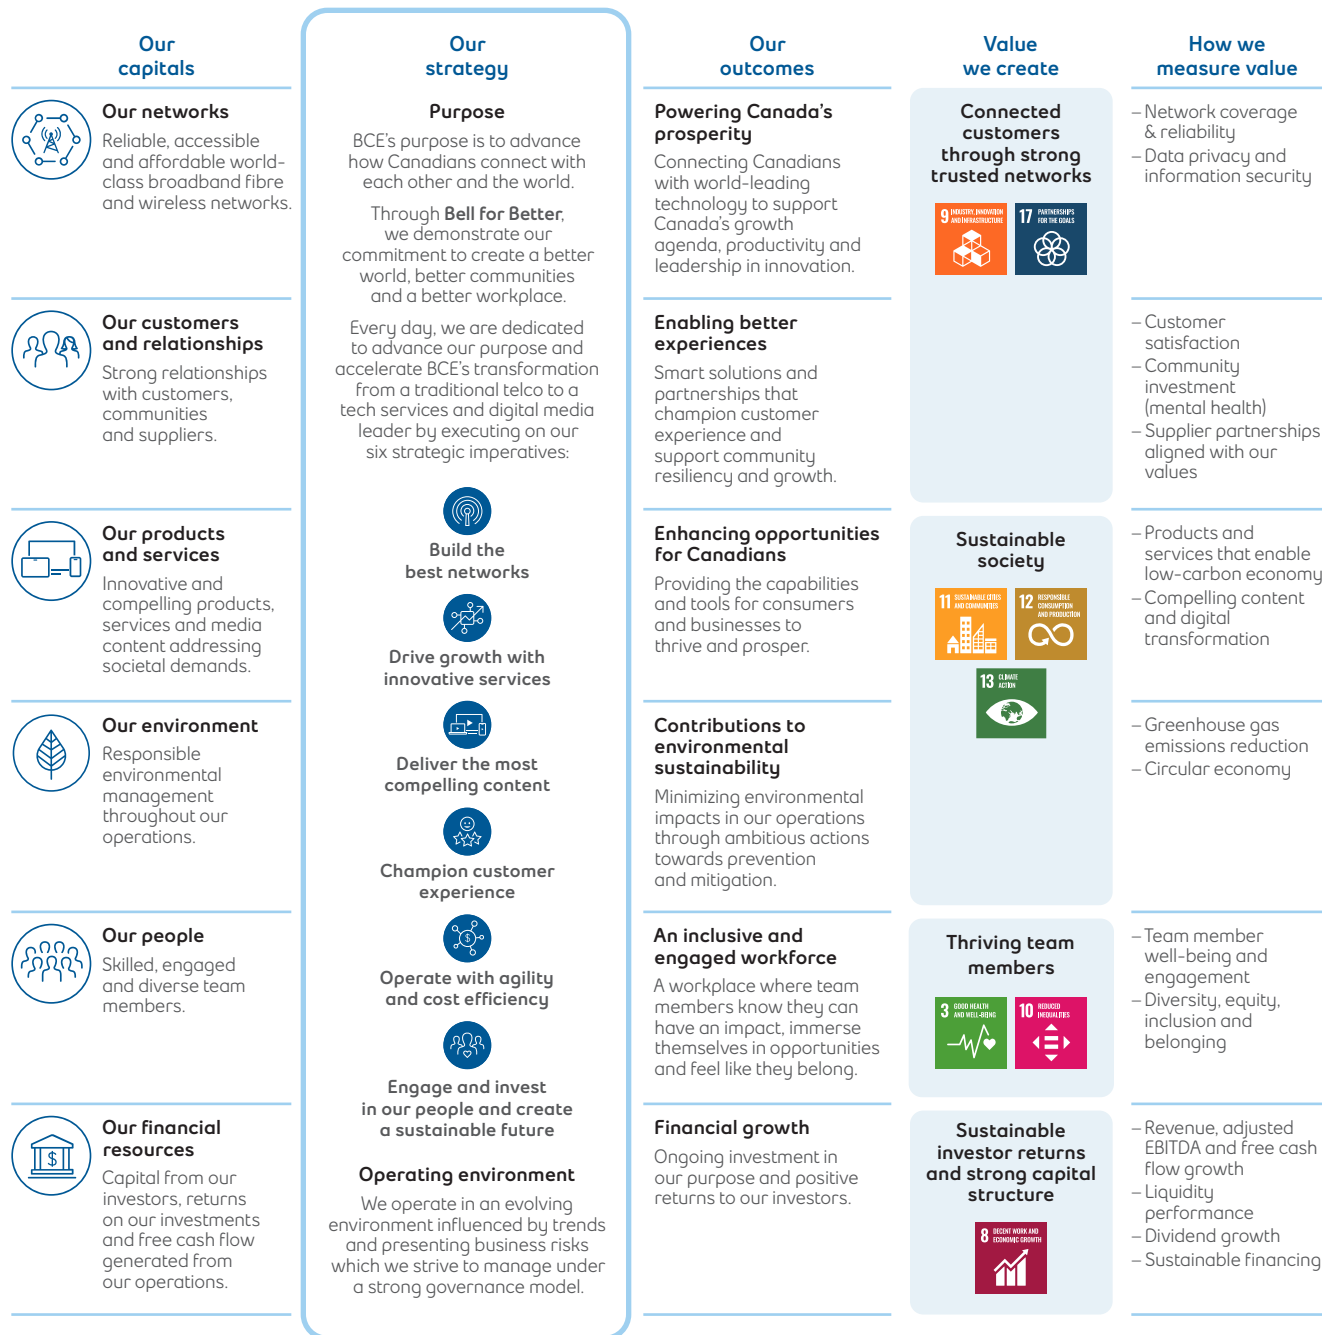 Our
capitals
Our networks
Reliable, accessible
and affordable world-
class broadband fibre
and wireless networks.
Our customers
and relationships
Strong relationships
with customers,
communities
and suppliers.
Our products
and services
Innovative and
compelling products,
services and media
content addressing
societal demands.
Our environment
Responsible
environmental
management
throughout our
operations.
Our people
Skilled, engaged
and diverse team
members.
Our financial
resources
$
Capital from our
investors, returns
on our investments
and free cash flow
generated from
our operations.
Our
strategy
Purpose
BCE's purpose is to advance
how Canadians connect with
each other and the world.
Through Bell for Better,
we demonstrate our
commitment to create a better
world, better communities
and a better workplace.
Every day, we are dedicated
to advance our purpose and
accelerate BCE's transformation
from a traditional telco to a
tech services and digital media
leader by executing on our
six strategic imperatives:
Build the
best networks
Drive growth with
innovative services
Deliver the most
compelling content
Champion customer
experience
$
Operate with agility
and cost efficiency
Engage and invest
in our people and create
a sustainable future
Operating environment
We operate in an evolving
environment influenced by trends
and presenting business risks
which we strive to manage under
a strong governance model.
Our
outcomes
Powering Canada's
prosperity
Connecting Canadians
with world-leading
technology to support
Canada's growth
agenda, productivity and
leadership in innovation.
Enabling better
experiences
Smart solutions and
partnerships that
champion customer
experience and
support community
resiliency and growth.
Enhancing opportunities
for Canadians
Providing the capabilities
and tools for consumers
and businesses to
thrive and prosper.
Contributions to
environmental
sustainability
Minimizing environmental
impacts in our operations
through ambitious actions
towards prevention
and mitigation.
An inclusive and
engaged workforce
A workplace where team
members know they can
have an impact, immerse
themselves in opportunities
and feel like they belong.
Financial growth
Ongoing investment in
our purpose and positive
returns to our investors.
Value
we create
Connected
customers
through strong
trusted networks
9 INDUSTRY, INNOVATION
AND INFRASTRUCTURE
17 PARTNERSHIPS
FOR THE GOALS
Sustainable
society
11 SUSTAINABLE CITIES
AND COMMUNITIES
12 RESPONSIBLE
CONSUMPTION
AND PRODUCTION
13 CLIMATE
ACTION
Thriving team
members
3 GOOD HEALTH
AND WELL-BEING
10 REDUCED
INEQUALITIES
Sustainable
investor returns
and strong capital
structure
8 DECENT WORK AND
ECONOMIC GROWTH
How we
measure value
– Network coverage
& reliability
– Data privacy and
information security
– Customer
satisfaction
– Community
investment
(mental health)
– Supplier partnerships
aligned with our
values
– Products and
services that enable
low-carbon economy
– Compelling content
and digital
transformation
– Greenhouse gas
emissions reduction
– Circular economy
– Team member
well-being and
engagement
– Diversity, equity,
inclusion and
belonging
– Revenue, adjusted
EBITDA and free cash
flow growth
– Liquidity
performance
– Dividend growth
– Sustainable financing